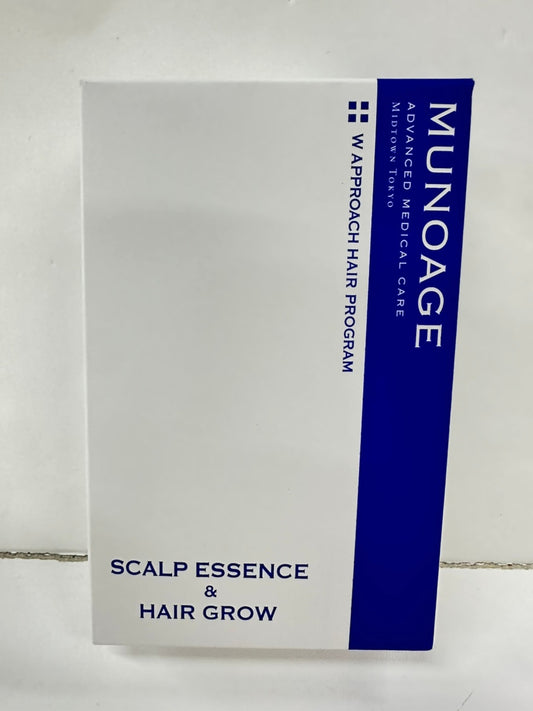 MUNOAGE
ADVANCED MEDICAL CARE
MIDTOWN TOKYO
W APPROACH HAIR PROGRAM
SCALP ESSENCE
&
HAIR GROW